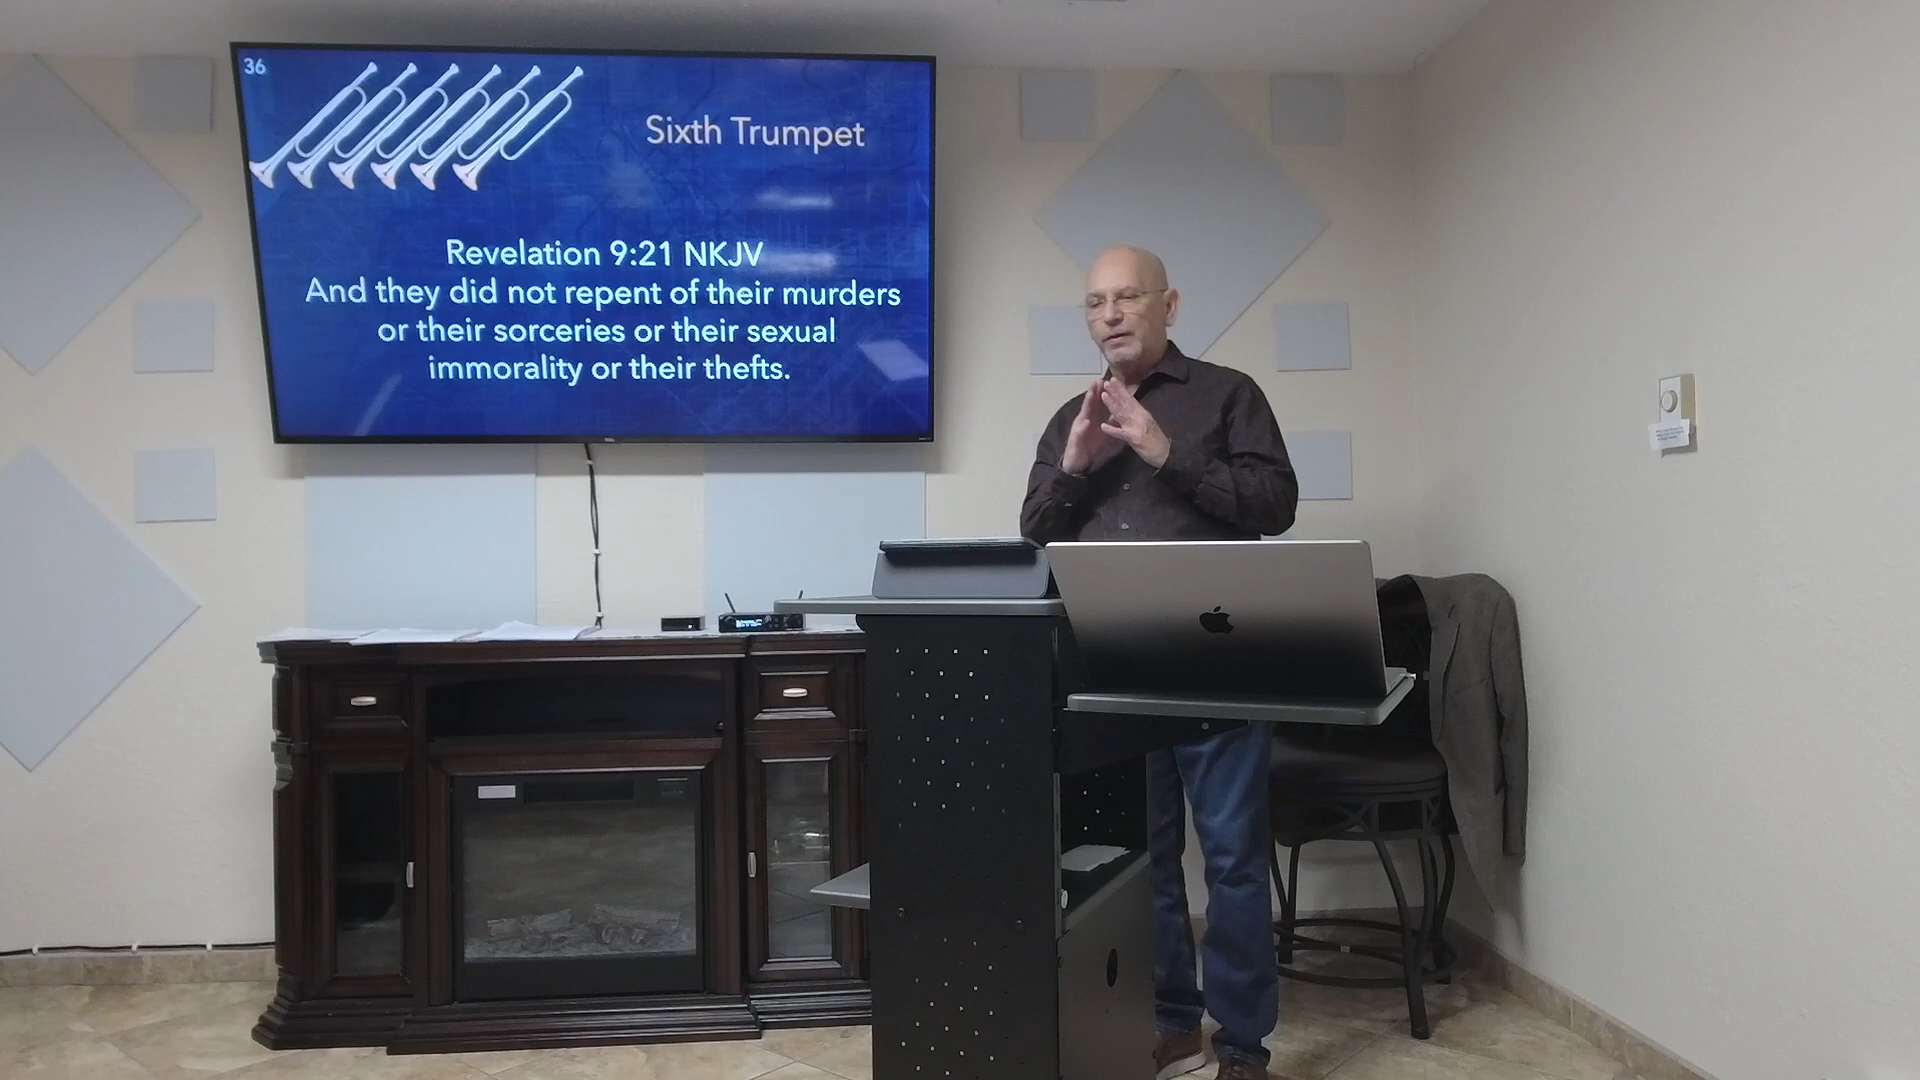 36
Sixth Trumpet
Revelation 9:21 NKJV
And they did not repent of their murders
or their sorceries or their sexual
immorality or their thefts.